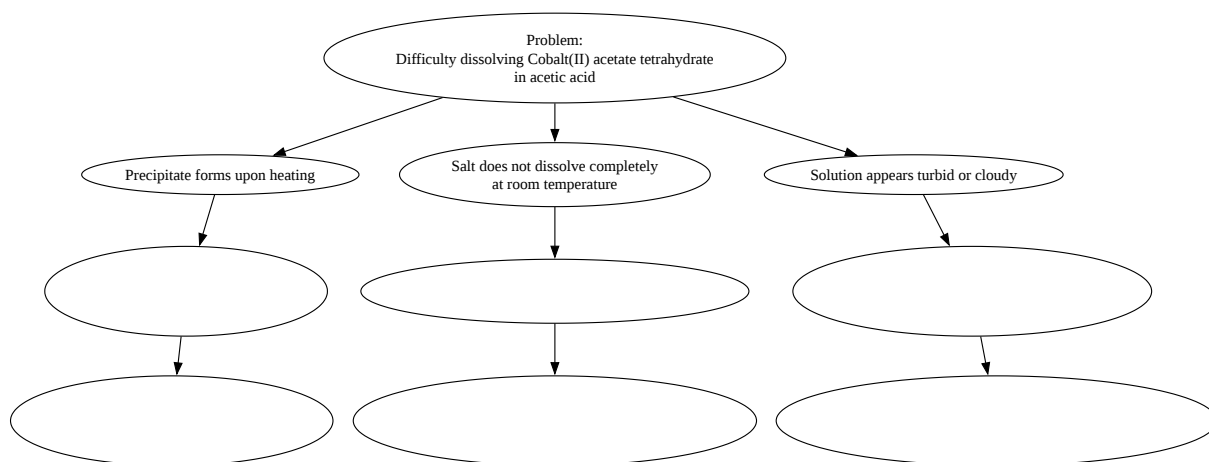 Problem:
Difficulty dissolving Cobalt(II) acetate tetrahydrate
in acetic acid
Precipitate forms upon heating
Salt does not dissolve completely
at room temperature
Solution appears turbid or cloudy